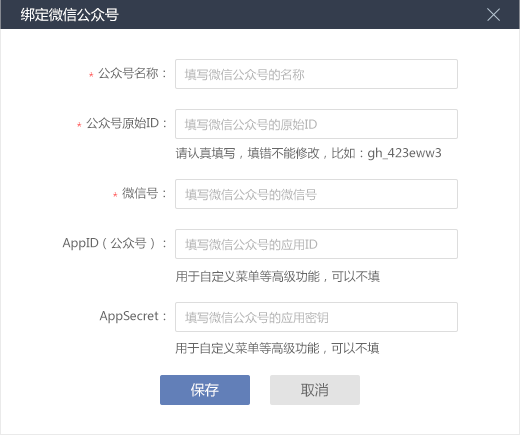 绑定微信公众号
* 公众号名称：
填写微信公众号的名称
* 公众号原始ID：
填写微信公众号的原始ID
请认真填写，填错不能修改，比如：gh_423eww3
* 微信号：
填写微信公众号的微信号
AppID（公众号）：
填写微信公众号的应用ID
用于自定义菜单等高级功能，可以不填
AppSecret：
填写微信公众号的应用密钥
用于自定义菜单等高级功能，可以不填
保存
取消